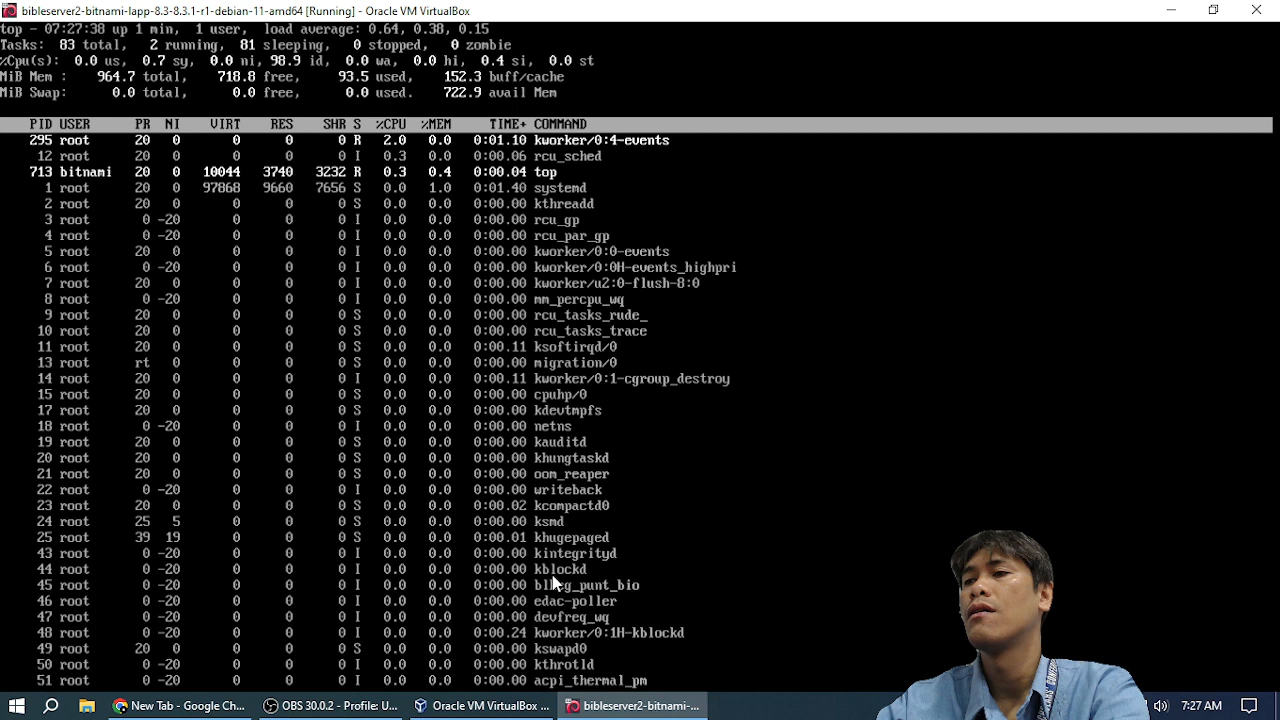 bibleserver2-bitnami-lapp-8.3-8.3.1-r1-debian-11-amd64 [Running] - Oracle VM VirtualBox
top - 07:27:38 up 1 min,  1 user,  load average: 0.64, 0.38, 0.15
Tasks:  83 total,   2 running,  81 sleeping,   0 stopped,   0 zombie
%Cpu(s):  0.0 us,  0.7 sy,  0.0 ni, 98.9 id,  0.0 wa,  0.0 hi,  0.4 si,  0.0 st
MiB Mem :    964.7 total,    718.8 free,     93.5 used,    152.3 buff/cache
MiB Swap:      0.0 total,      0.0 free,      0.0 used.    722.9 avail Mem
PID USER      PR  NI    VIRT    RES    SHR S  %CPU  %MEM     TIME+ COMMAND
295 root      20   0       0      0      0 R   2.0   0.0   0:01.10 kworker/0:4-events
12 root      20   0       0      0      0 I   0.3   0.0   0:00.06 rcu_sched
713 bitnami   20   0   10044   3740   3232 R   0.3   0.4   0:00.04 top
1 root      20   0   97868   9660   7656 S   0.0   1.0   0:01.40 systemd
2 root      20   0       0      0      0 S   0.0   0.0   0:00.00 kthreadd
3 root       0 -20       0      0      0 I   0.0   0.0   0:00.00 rcu_gp
4 root       0 -20       0      0      0 I   0.0   0.0   0:00.00 rcu_par_gp
5 root      20   0       0      0      0 I   0.0   0.0   0:00.00 kworker/0:0-events
6 root       0 -20       0      0      0 I   0.0   0.0   0:00.00 kworker/0:0H-events_highpri
7 root      20   0       0      0      0 I   0.0   0.0   0:00.00 kworker/u2:0-flush-8:0
8 root       0 -20       0      0      0 I   0.0   0.0   0:00.00 mm_percpu_wq
9 root      20   0       0      0      0 S   0.0   0.0   0:00.00 rcu_tasks_rude_
10 root      20   0       0      0      0 S   0.0   0.0   0:00.00 rcu_tasks_trace
11 root      20   0       0      0      0 S   0.0   0.0   0:00.11 ksoftirqd/0
13 root      rt   0       0      0      0 S   0.0   0.0   0:00.00 migration/0
14 root      20   0       0      0      0 I   0.0   0.0   0:00.11 kworker/0:1-cgroup_destroy
15 root      20   0       0      0      0 S   0.0   0.0   0:00.00 cpuhp/0
17 root      20   0       0      0      0 S   0.0   0.0   0:00.00 kdevtmpfs
18 root       0 -20       0      0      0 I   0.0   0.0   0:00.00 netns
19 root      20   0       0      0      0 S   0.0   0.0   0:00.00 kauditd
20 root      20   0       0      0      0 S   0.0   0.0   0:00.00 khungtaskd
21 root      20   0       0      0      0 S   0.0   0.0   0:00.00 oom_reaper
22 root       0 -20       0      0      0 I   0.0   0.0   0:00.00 writeback
23 root      20   0       0      0      0 S   0.0   0.0   0:00.02 kcompactd0
24 root      25   5       0      0      0 S   0.0   0.0   0:00.00 ksmd
25 root      39  19       0      0      0 S   0.0   0.0   0:00.01 khugepaged
43 root       0 -20       0      0      0 I   0.0   0.0   0:00.00 kintegrityd
44 root       0 -20       0      0      0 I   0.0   0.0   0:00.00 kblockd
45 root       0 -20       0      0      0 I   0.0   0.0   0:00.00
46 root       0 -20       0      0      0 I   0.0   0.0   0:00.00 edac-poller
47 root       0 -20       0      0      0 I   0.0   0.0   0:00.00 devfreq_wq
48 root       0 -20       0      0      0 I   0.0   0.0   0:00.24 kworker/0:1H-kblockd
49 root      20   0       0      0      0 S   0.0   0.0   0:00.00 kswapd0
50 root       0 -20       0      0      0 I   0.0   0.0   0:00.00 kthrotld
51 root       0 -20       0      0      0 I   0.0   0.0   0:00.00 acpi_thermal_pm
New Tab - Google Ch... OBS 30.0.2 - Profile: U... Oracle VM VirtualBox ... bibleserver2-bitnami-... 7:27 AM